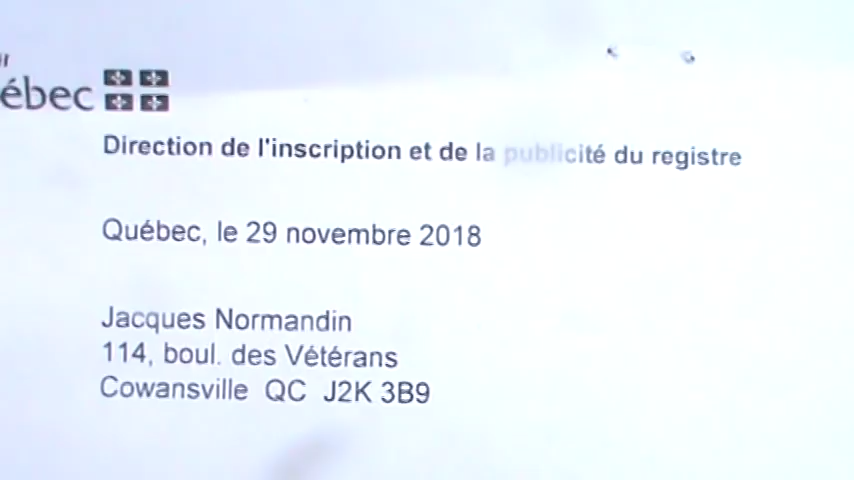 ébec
Direction de l'inscription et de la publicité du registre
Québec, le 29 novembre 2018
Jacques Normandin
114, boul. des Vétérans
Cowansville QC J2K 3B9